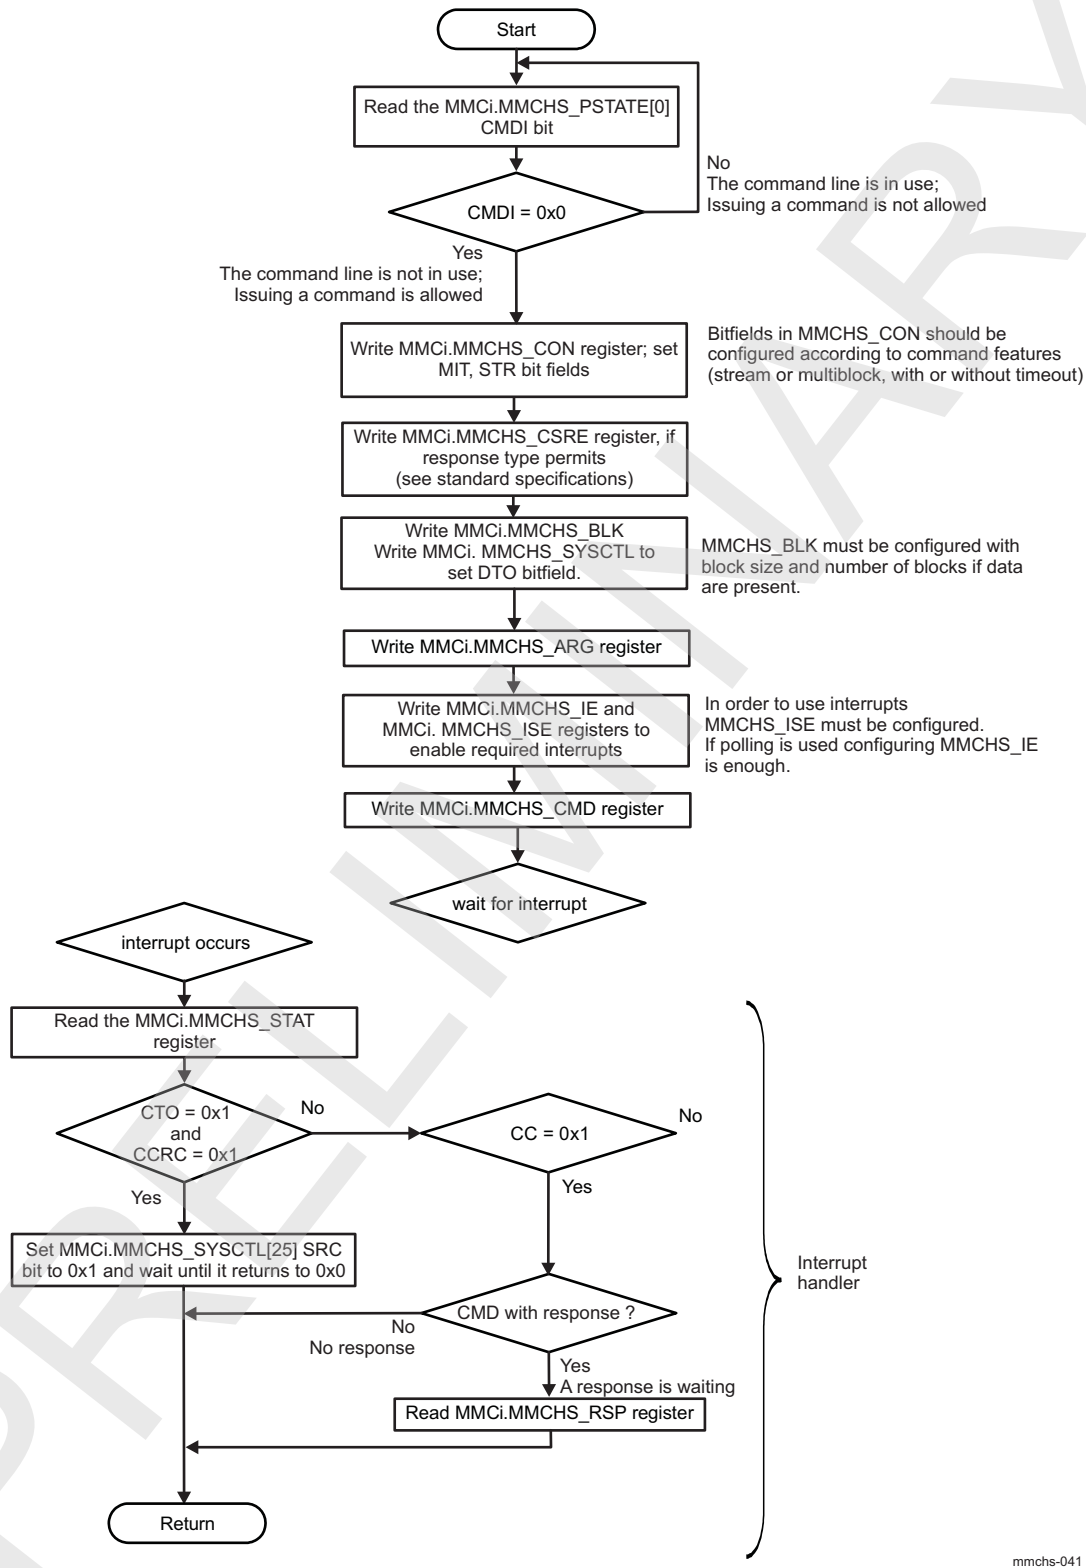 Start
Read the MMCi.MMCHS_PSTATE[0]
CMDI bit
No
The command line is in use;
Issuing a command is not allowed
CMDI = 0x0
Yes
The command line is not in use;
Issuing a command is allowed
Write MMCi.MMCHS_CON register; set
MIT, STR bit fields
Bitfields in MMCHS_CON should be
configured according to command features
(stream or multiblock, with or without timeout)
Write MMCi.MMCHS_CSRE register, if
response type permits
(see standard specifications)
Write MMCi.MMCHS_BLK
Write MMCi. MMCHS_SYSCTL to
set DTO bitfield.
MMCHS_BLK must be configured with
block size and number of blocks if data
are present.
Write MMCi.MMCHS_ARG register
Write MMCi.MMCHS_IE and
MMCi. MMCHS_ISE registers to
enable required interrupts
In order to use interrupts
MMCHS_ISE must be configured.
If polling is used configuring MMCHS_IE
is enough.
Write MMCi.MMCHS_CMD register
wait for interrupt
interrupt occurs
Read the MMCi.MMCHS_STAT
register
CTO = 0x1
and
CCRC = 0x1
No
CC = 0x1
No
Yes
Yes
Set MMCi.MMCHS_SYSCTL[25] SRC
bit to 0x1 and wait until it returns to 0x0
Interrupt
handler
CMD with response ?
No
No response
Yes
A response is waiting
Read MMCi.MMCHS_RSP register
Return
mmchs-041
PRELIMINARY